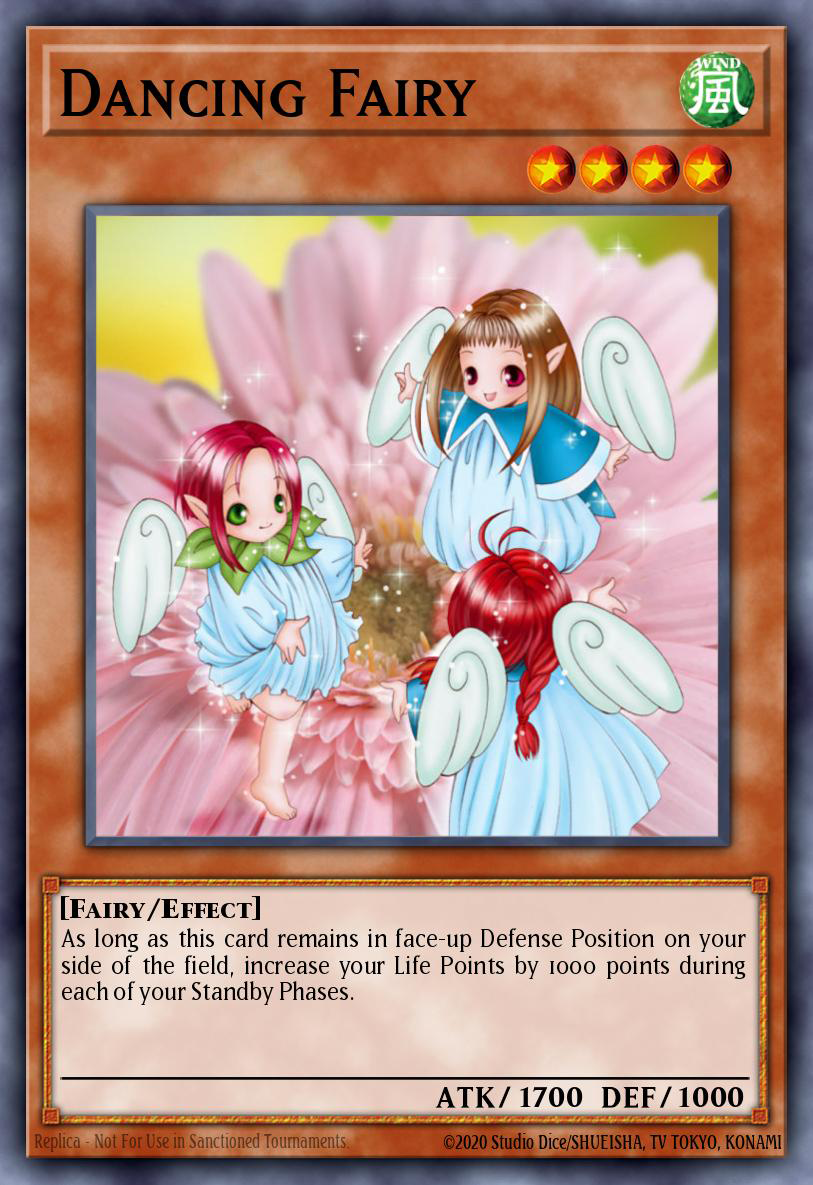 Dancing Fairy
WIND
風
[Fairy/Effect]
As long as this card remains in face-up Defense Position on your
side of the field, increase your Life Points by 1000 points during
each of your Standby Phases.
ATK/1700 DEF/1000
Replica - Not For Use in Sanctioned Tournaments.
©2020 Studio Dice/SHUEISHA, TV TOKYO, KONAMI